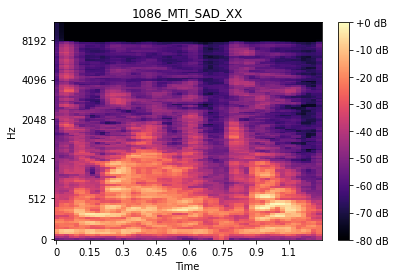 1086_MTI_SAD_XX
+0 dB
8192
-10 dB
4096
-20 dB
-30 dB
2048
Hz
-40 dB
1024
-50 dB
512
-60 dB
-70 dB
0
-80 dB
0 0.15 0.3 0.45 0.6 0.75 0.9 1.1
Time